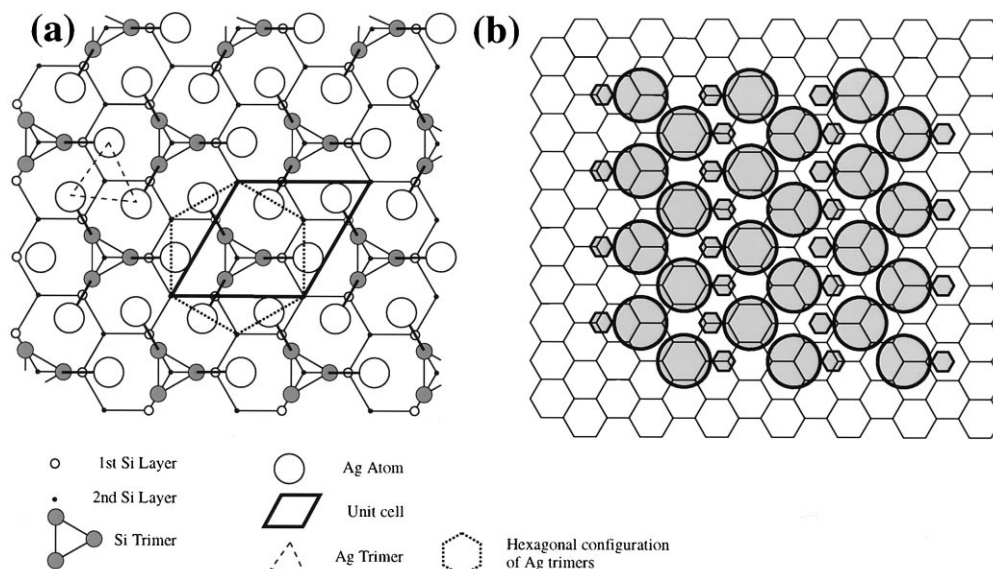 (a)
(b)
1st Si Layer
2nd Si Layer
Si Trimer
Ag Atom
Unit cell
Ag Trimer
Hexagonal configuration
of Ag trimers